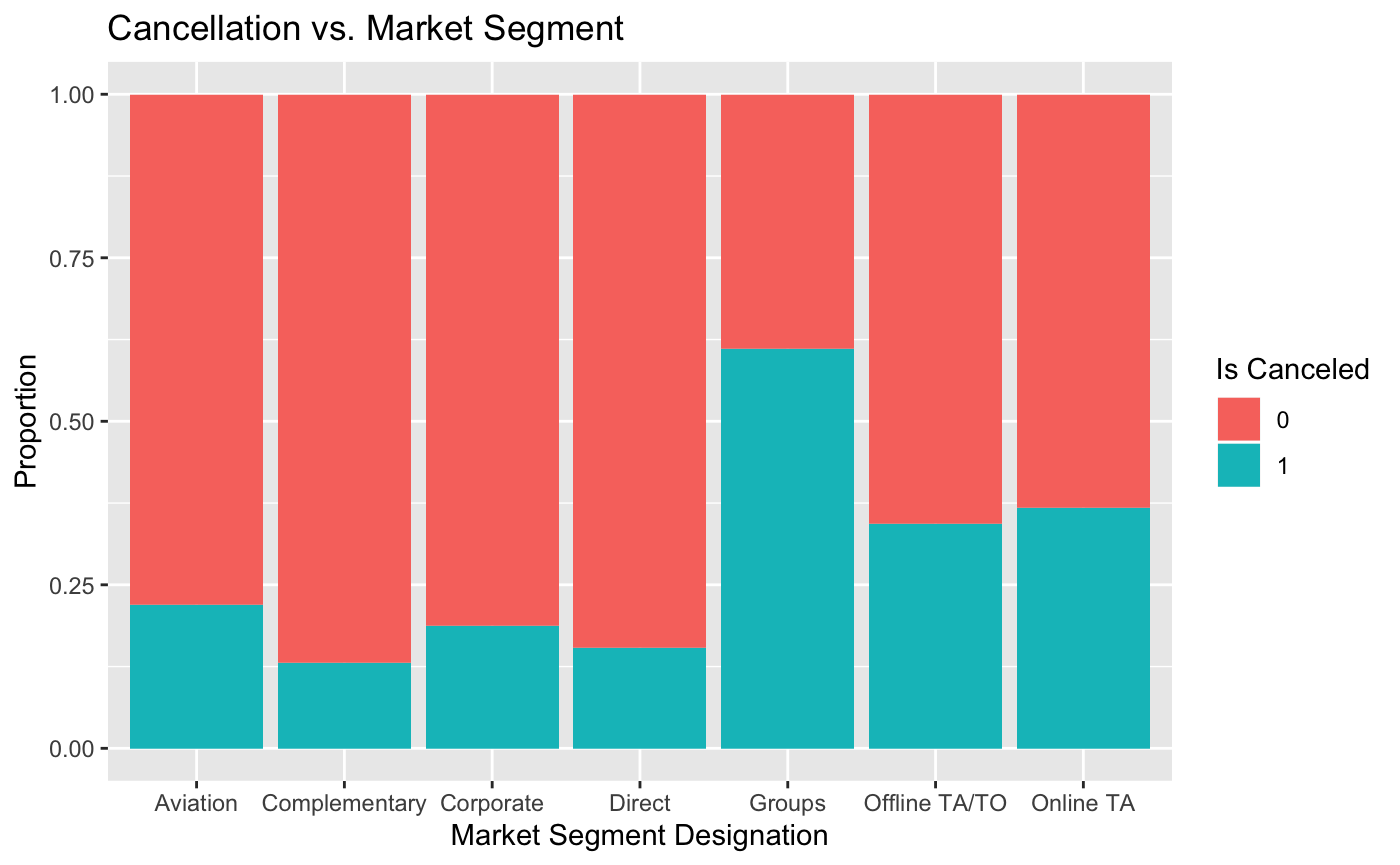 Cancellation vs. Market Segment
1.00
0.75
0.50
0.25
0.00
Proportion
Aviation Complementary Corporate Direct Groups Offline TA/TO Online TA
Market Segment Designation
Is Canceled
0
1